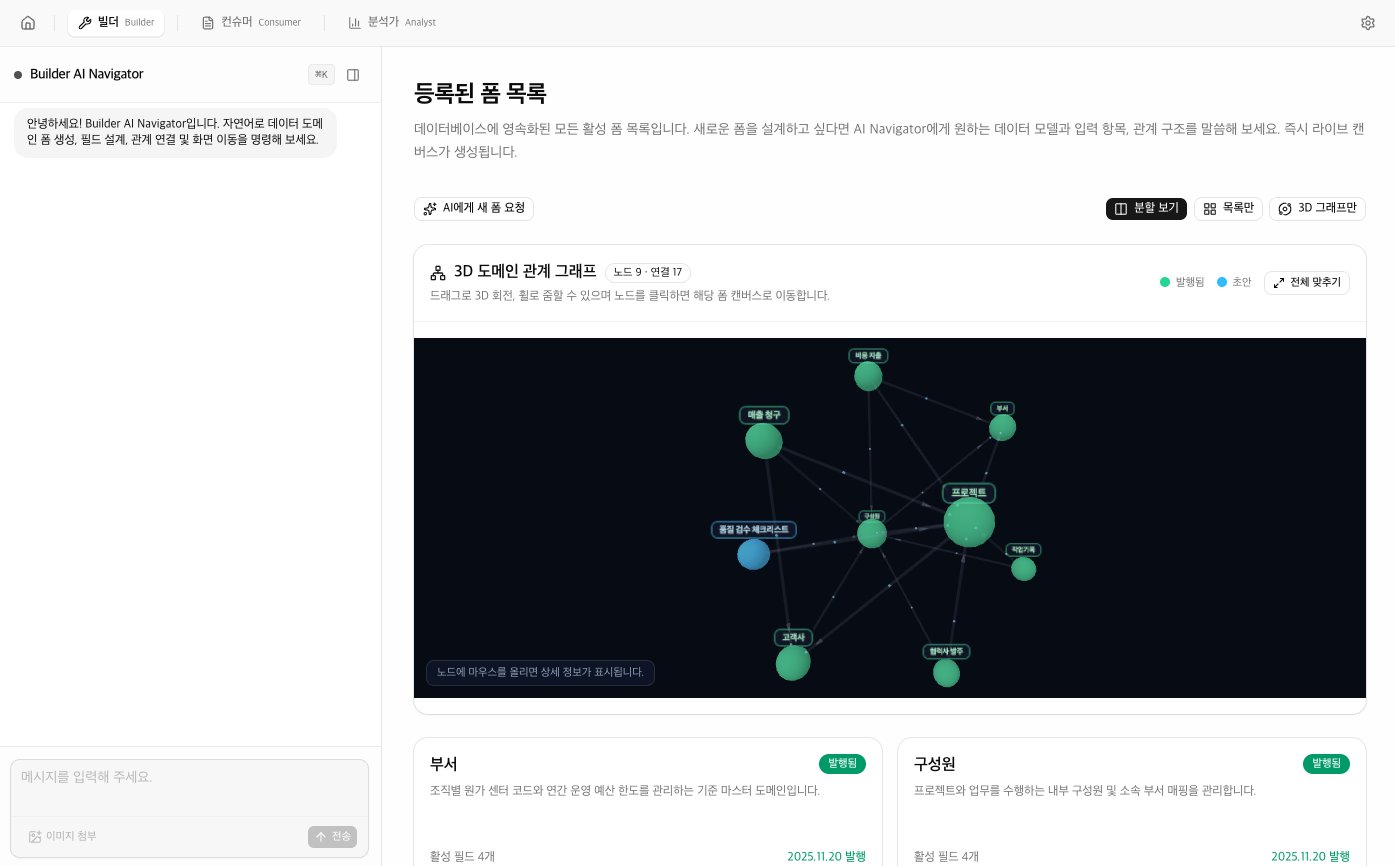 빌더 Builder
컨슈머 Consumer
분석가 Analyst
Builder AI Navigator
⌘K
안녕하세요! Builder AI Navigator입니다. 자연어로 데이터 도메
인 폼 생성, 필드 설계, 관계 연결 및 화면 이동을 명령해 보세요.
메시지를 입력해 주세요.
이미지 첨부
전송
등록된 폼 목록
데이터베이스에 영속화된 모든 활성 폼 목록입니다. 새로운 폼을 설계하고 싶다면 AI Navigator에게 원하는 데이터 모델과 입력 항목, 관계 구조를 말씀해 보세요. 즉시 라이브 캔
버스가 생성됩니다.
AI에게 새 폼 요청
분할 보기
목록만
3D 그래프만
3D 도메인 관계 그래프
노드 9 · 연결 17
드래그로 3D 회전, 휠로 줌할 수 있으며 노드를 클릭하면 해당 폼 캔버스로 이동합니다.
발행됨
초안
전체 맞추기
비용 지출
부서
매출 청구
프로젝트
구성원
품질 검수 체크리스트
작업기록
고객사
협력사 발주
노드에 마우스를 올리면 상세 정보가 표시됩니다.
부서
발행됨
조직별 원가 센터 코드와 연간 운영 예산 한도를 관리하는 기준 마스터 도메인입니다.
활성 필드 4개
2025.11.20 발행
구성원
발행됨
프로젝트와 업무를 수행하는 내부 구성원 및 소속 부서 매핑을 관리합니다.
활성 필드 4개
2025.11.20 발행